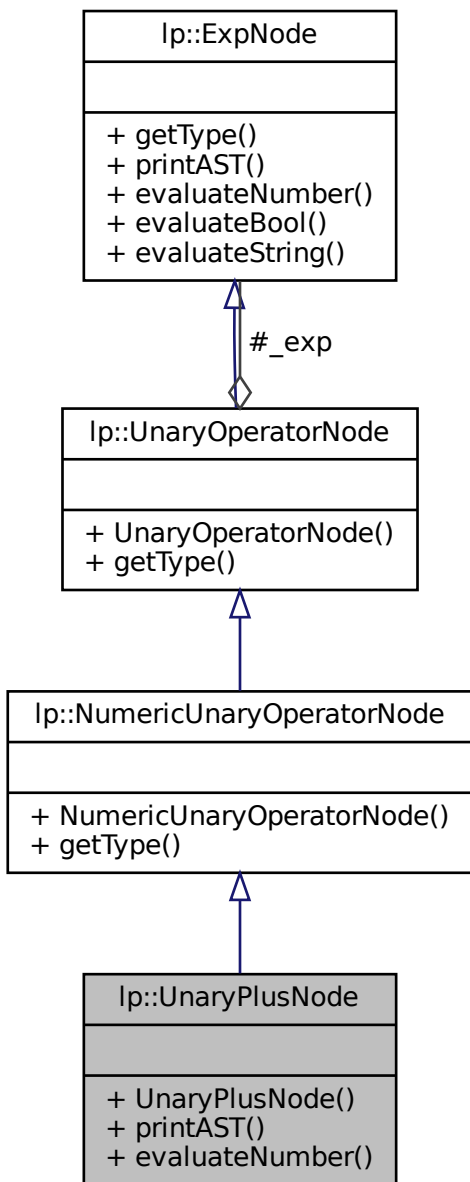 lp::ExpNode
+ getType()
+ printAST()
+ evaluateNumber()
+ evaluateBool()
+ evaluateString()
#_exp
lp::UnaryOperatorNode
+ UnaryOperatorNode()
+ getType()
lp::NumericUnaryOperatorNode
+ NumericUnaryOperatorNode()
+ getType()
lp::UnaryPlusNode
+ UnaryPlusNode()
+ printAST()
+ evaluateNumber()